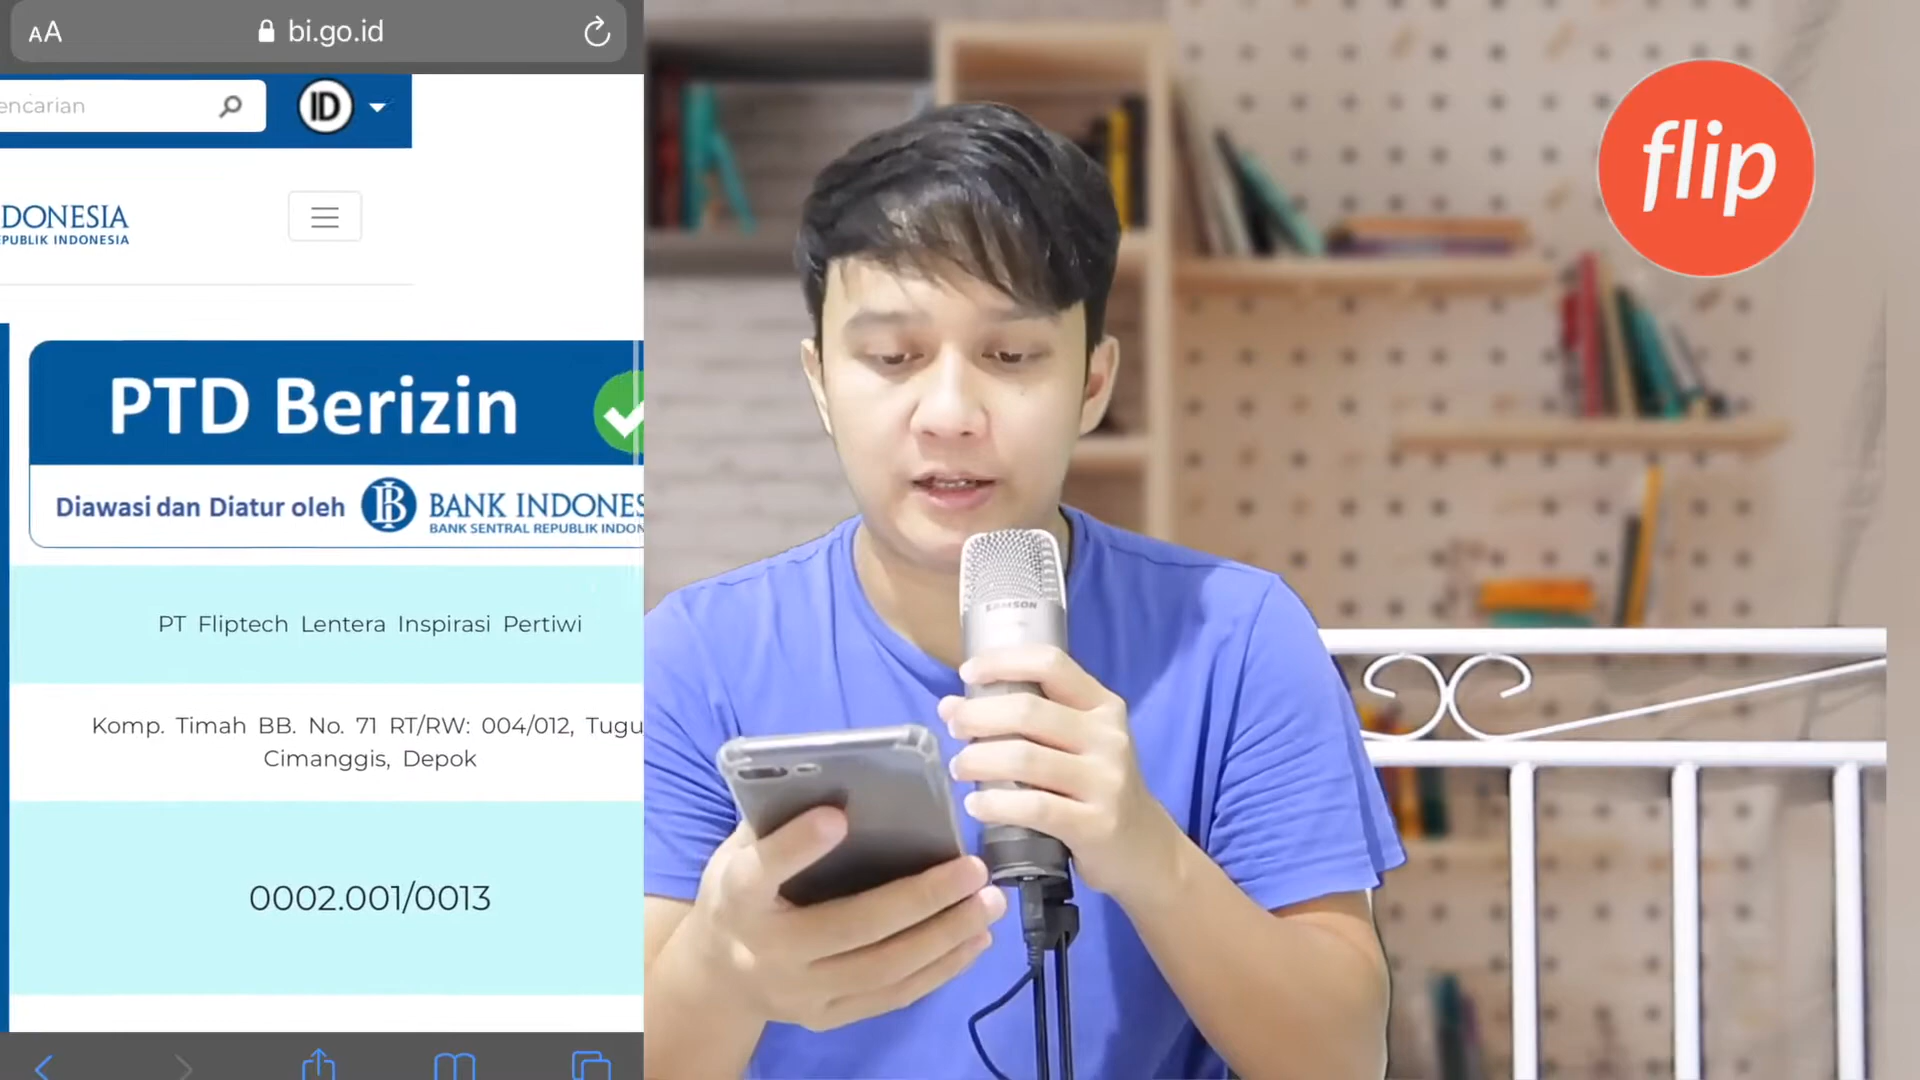 AA bi.go.id
encarian
ID
DONESIA
PUBLIK INDONESIA
PTD Berizin
Diawasi dan Diatur oleh BANK INDONES
BANK SENTRAL REPUBLIK INDON
PT Fliptech Lentera Inspirasi Pertiwi
Komp. Timah BB. No. 71 RT/RW: 004/012, Tugu
Cimanggis, Depok
0002.001/0013
flip
SAMSON